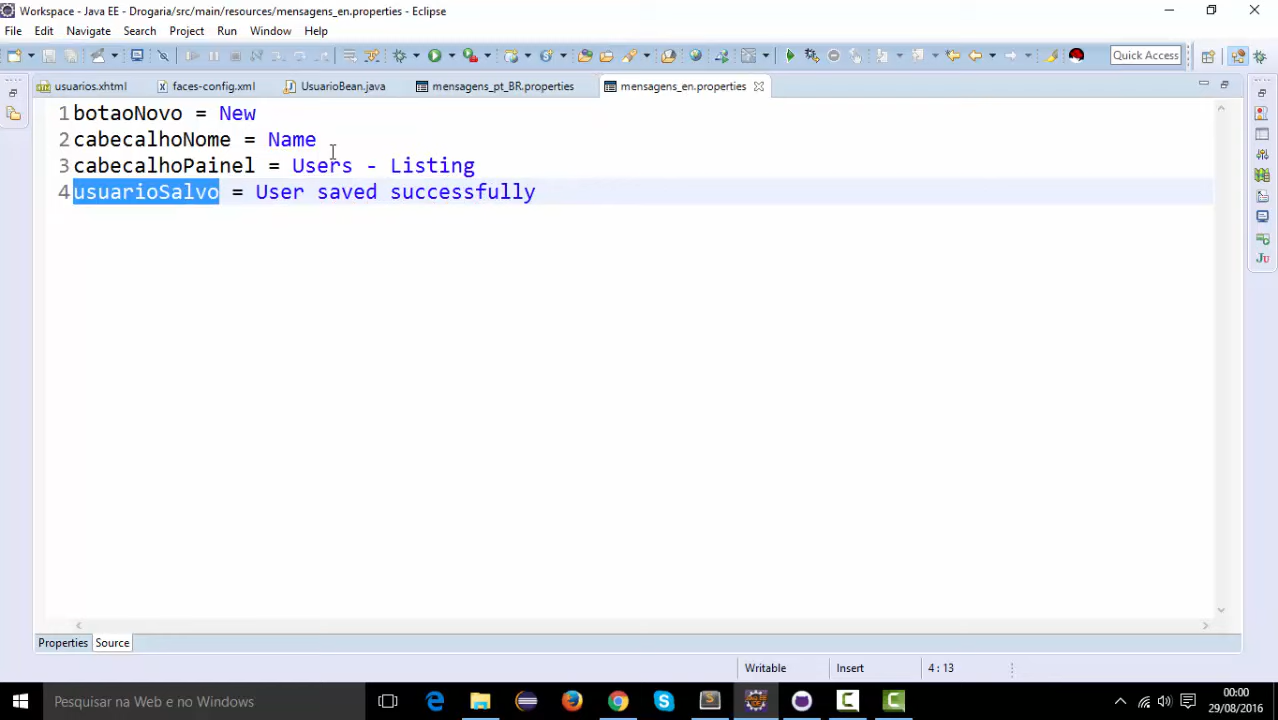 Workspace - Java EE - Drogaria/src/main/resources/mensagens_en.properties - Eclipse
File Edit Navigate Search Project Run Window Help
Quick Access
usuarios.xhtml faces-config.xml UsuarioBean.java mensagens_pt_BR.properties mensagens_en.properties
1 botaoNovo = New
2 cabecalhoNome = Name
3 cabecalhoPainel = Users - Listing
4 usuarioSalvo = User saved successfully
Properties Source
Writable Insert 4 : 13
Pesquisar na Web e no Windows
00:00
29/08/2016